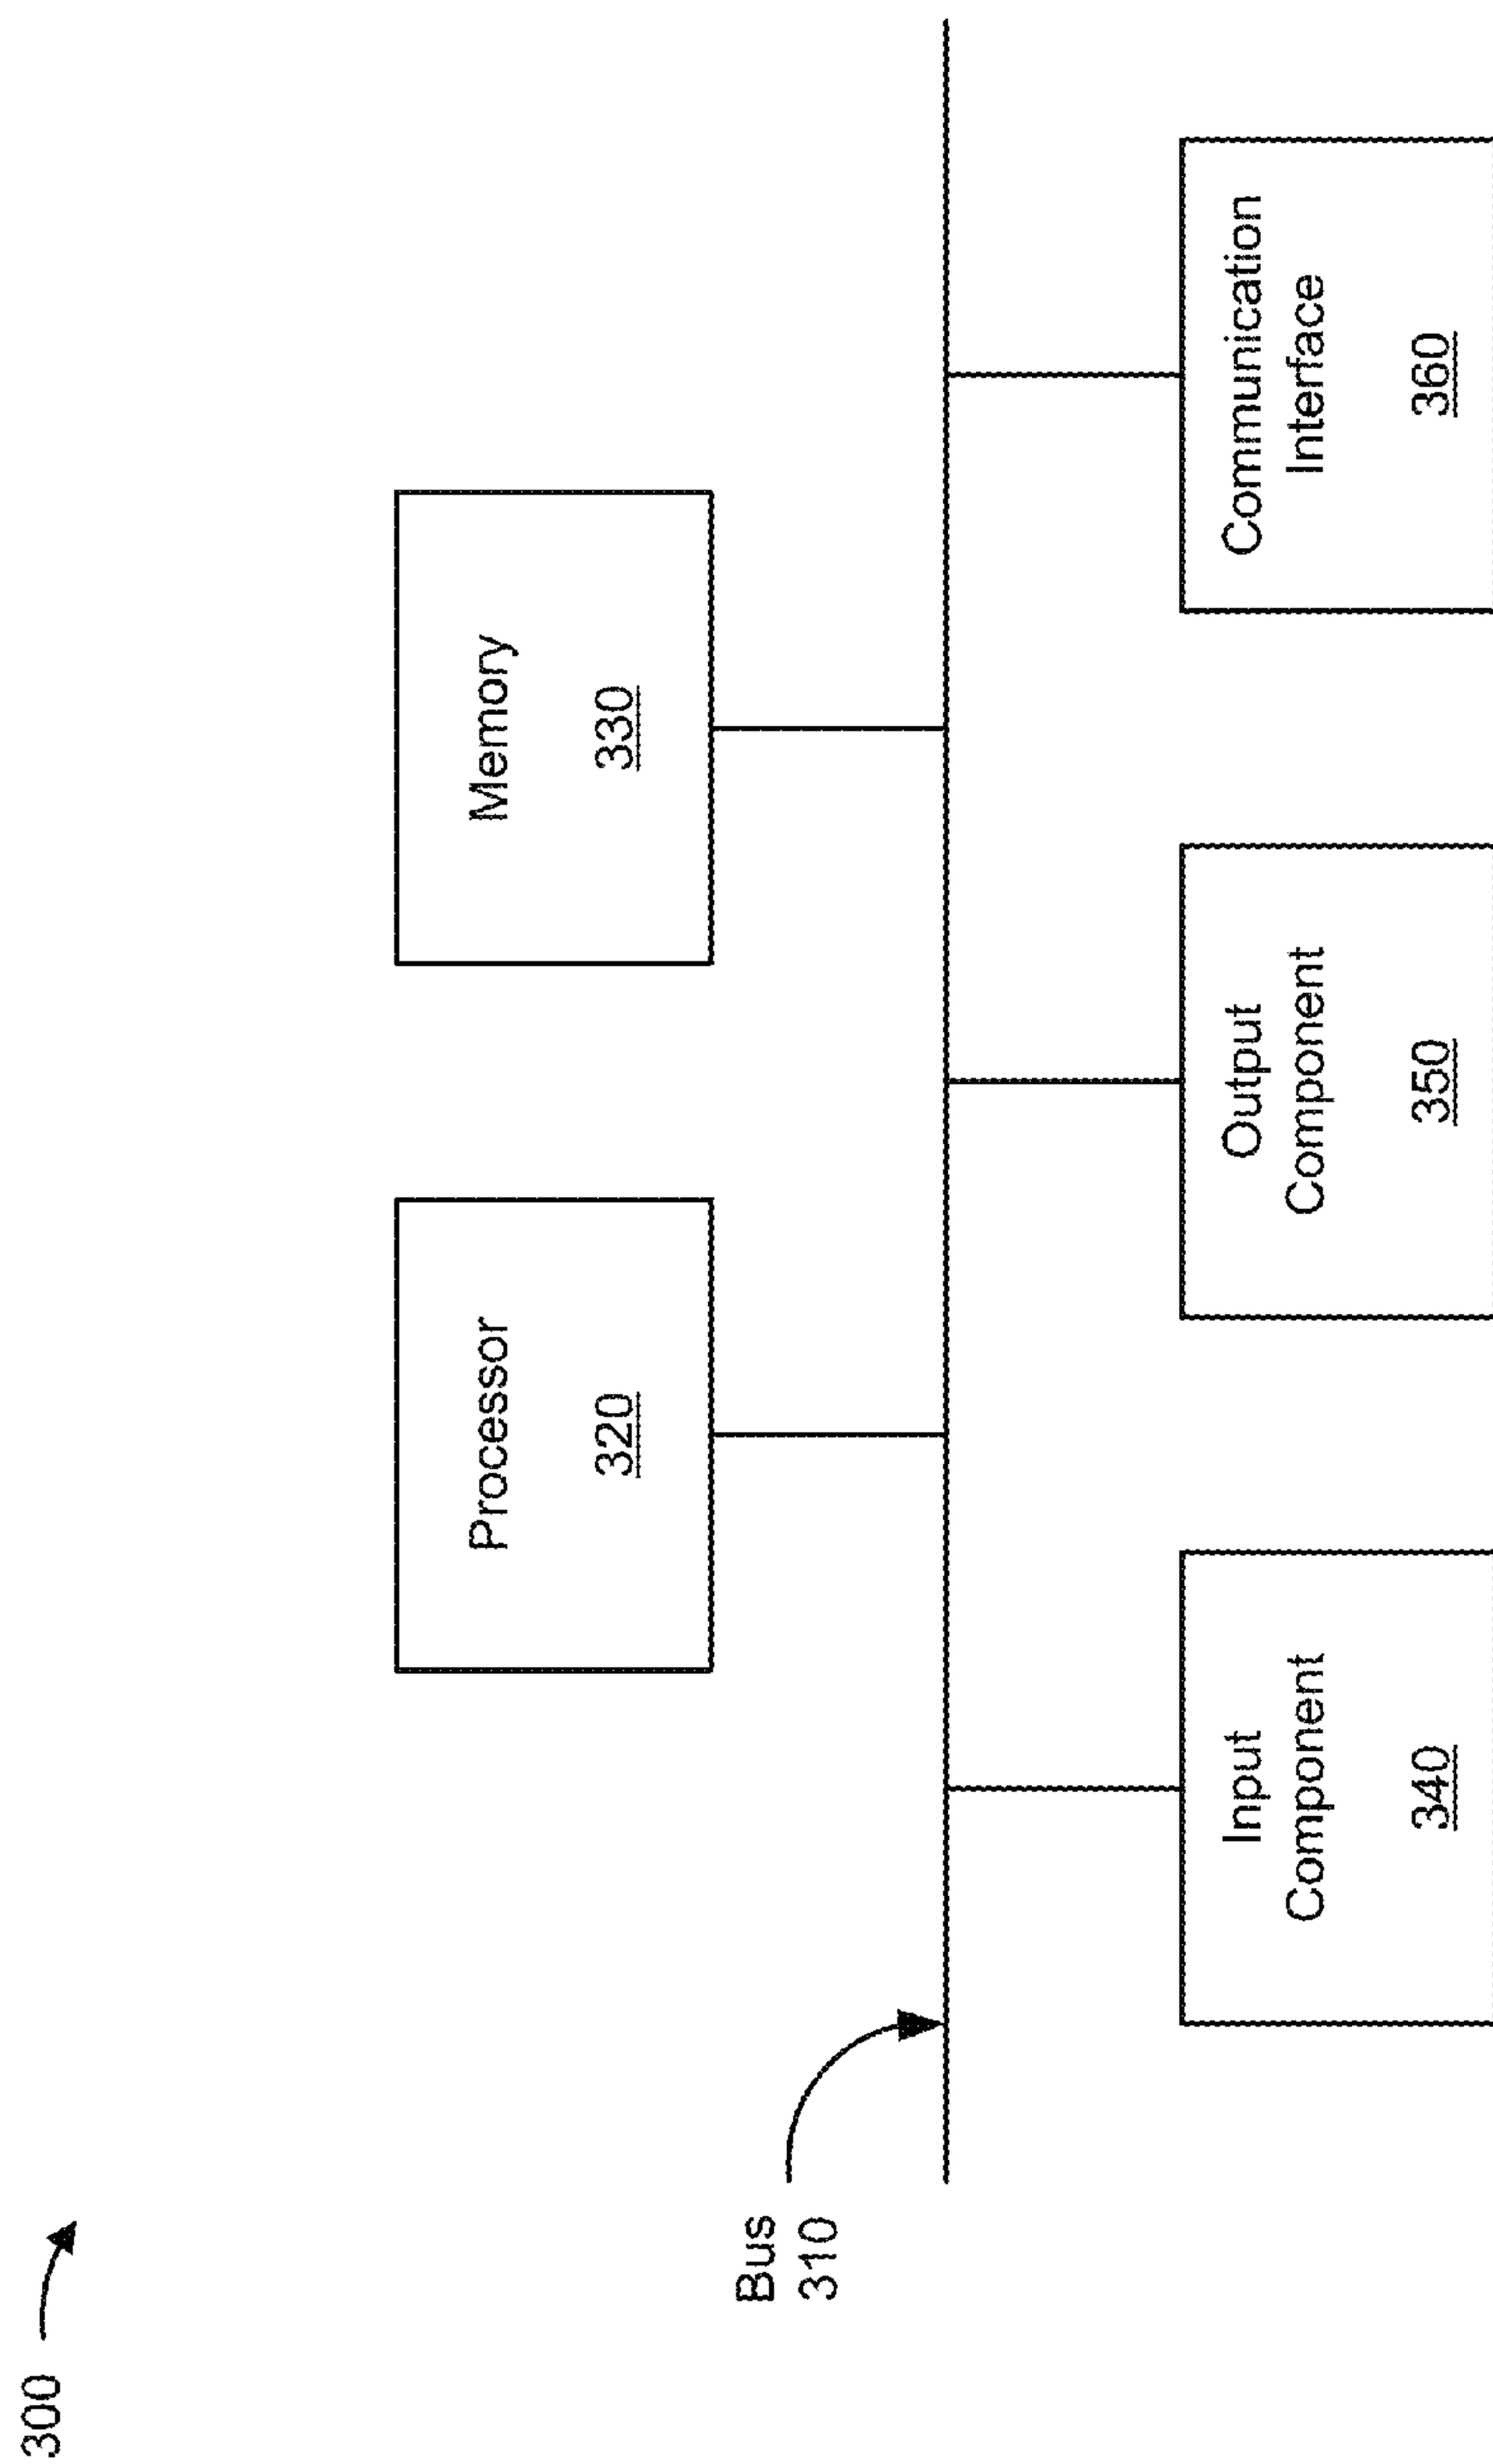 300
Bus
310
Processor
320
Memory
330
Input
Component
340
Output
Component
350
Communication
Interface
360